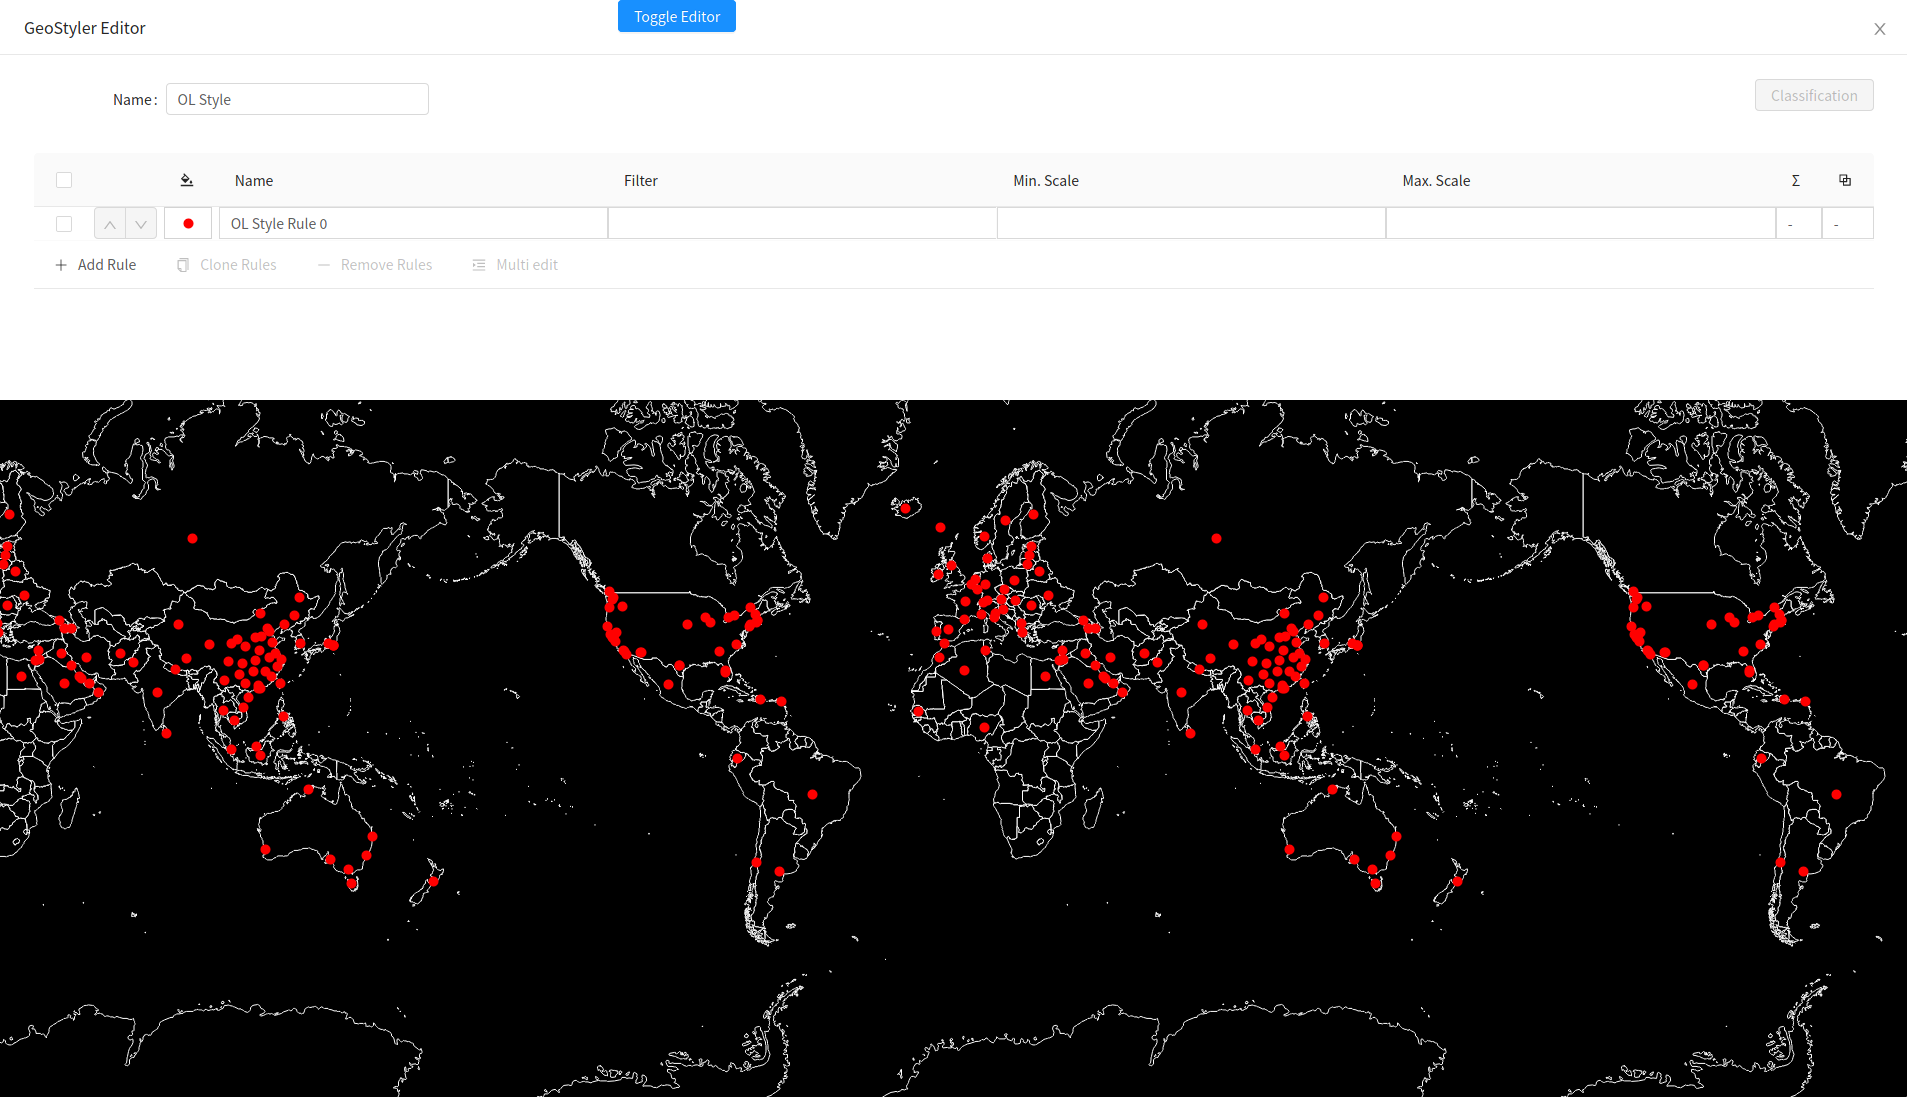 GeoStyler Editor
Toggle Editor
Name:
OL Style
Classification
Name Filter Min. Scale Max. Scale Σ
OL Style Rule 0 - -
+ Add Rule Clone Rules Remove Rules Multi edit